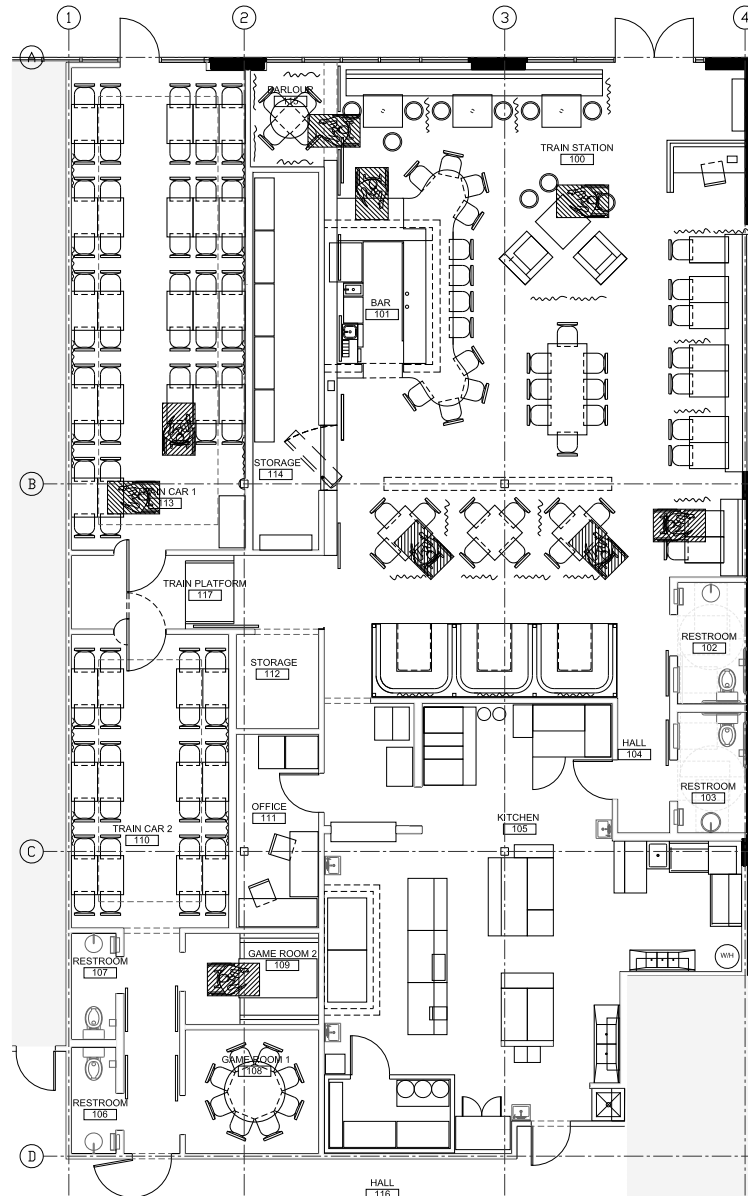 1
2
3
4
A
PARLOUR
115
TRAIN STATION
100
BAR
101
STORAGE
114
B
TRAIN CAR 1
113
TRAIN PLATFORM
117
RESTROOM
102
STORAGE
112
HALL
104
RESTROOM
103
OFFICE
111
KITCHEN
105
TRAIN CAR 2
110
C
RESTROOM
107
GAME ROOM 2
109
W/H
GAME ROOM 1
108
RESTROOM
106
D
HALL
116